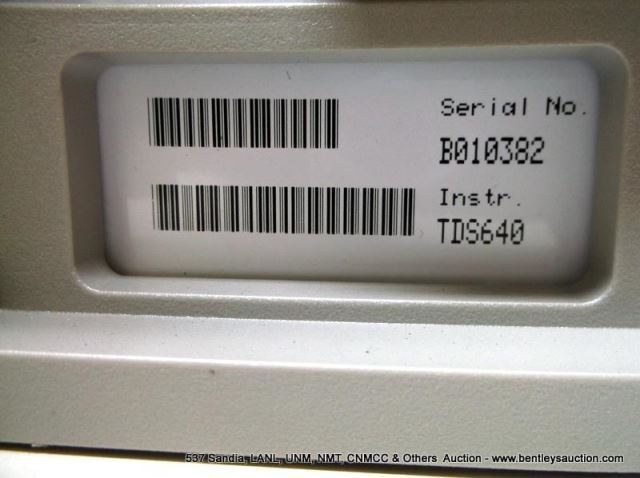 Serial No.
B010382
Instr.
TDS640
537 Sandia, LANL, UNM, NMT, CNMCC & Others Auction - www.bentleysauction.com